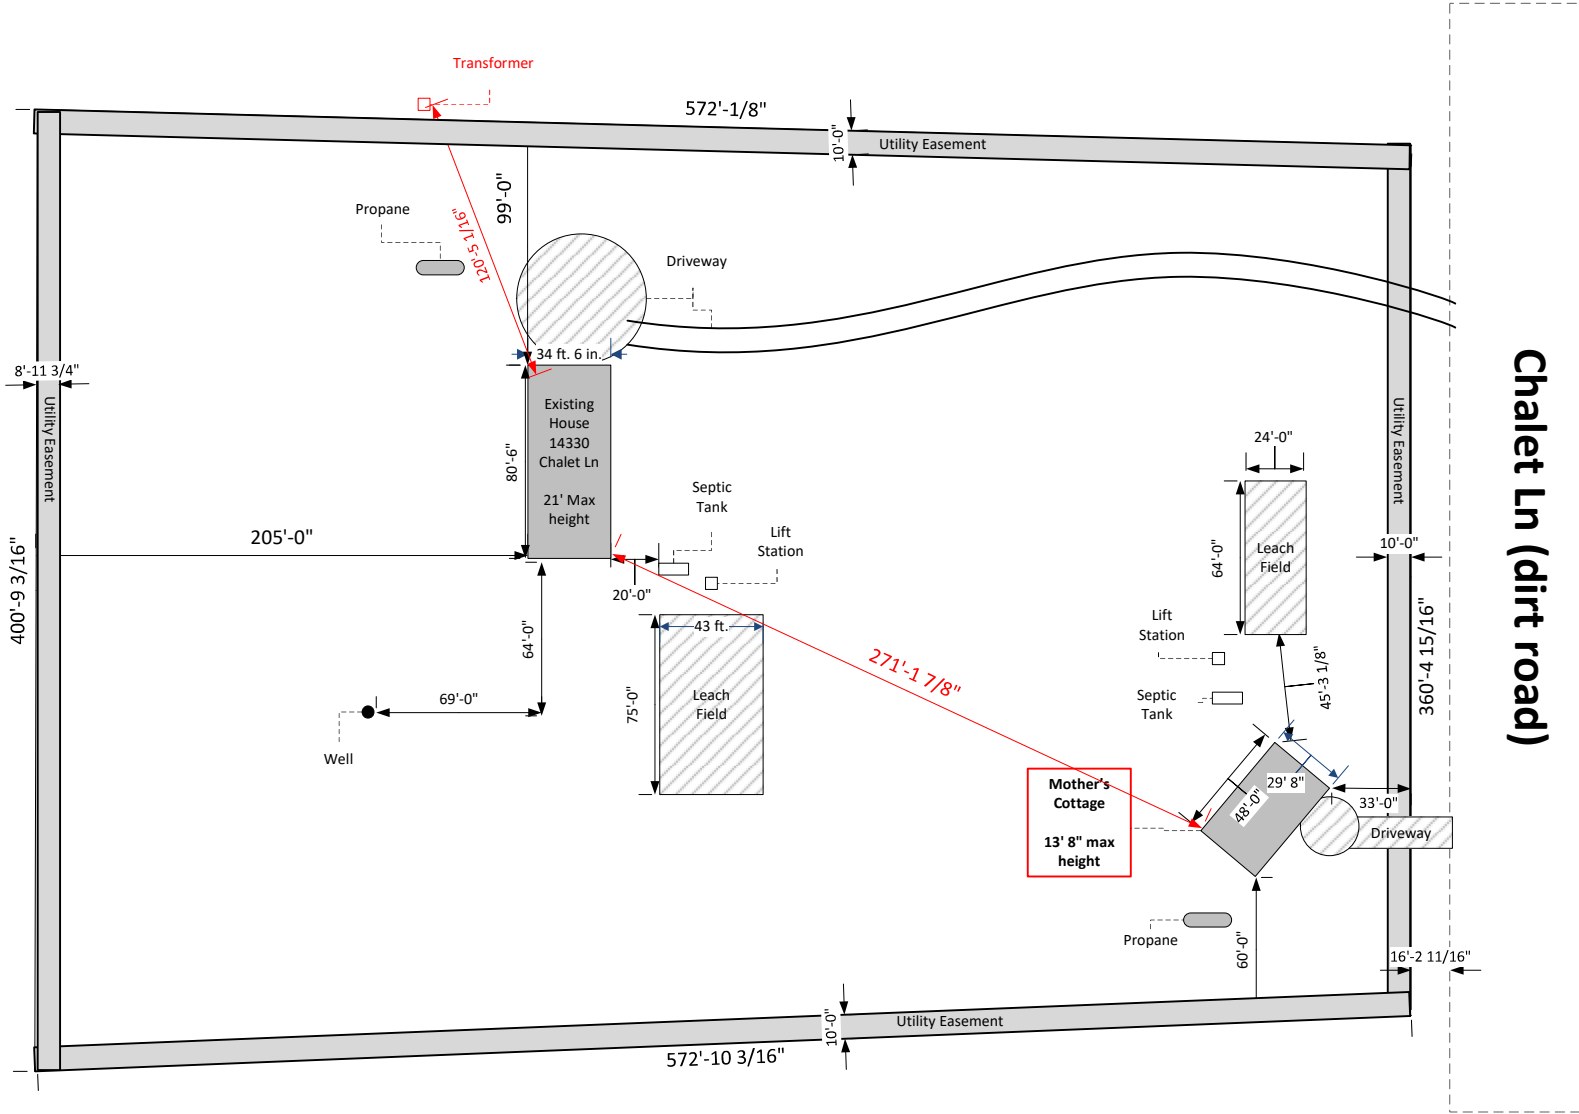 Transformer
572'-1/8"
10'-0"
Utility Easement
99'-0"
Propane
120'-5 1/16"
Driveway
34 ft. 6 in.
8'-11 3/4"
Utility Easement
Existing
House
14330
Chalet Ln
21' Max
height
80'-6"
Septic
Tank
Lift
Station
205'-0"
20'-0"
400'-9 3/16"
64'-0"
69'-0"
Well
43 ft.
75'-0"
Leach
Field
271'-1 7/8"
24'-0"
64'-0"
Leach
Field
Utility Easement
10'-0"
Chalet Ln (dirt road)
Lift
Station
Septic
Tank
45'-3 1/8"
360'-4 15/16"
Mother's
Cottage
13' 8" max
height
48'-0"
29' 8"
33'-0"
Driveway
Propane
60'-0"
16'-2 11/16"
10'-0"
Utility Easement
572'-10 3/16"